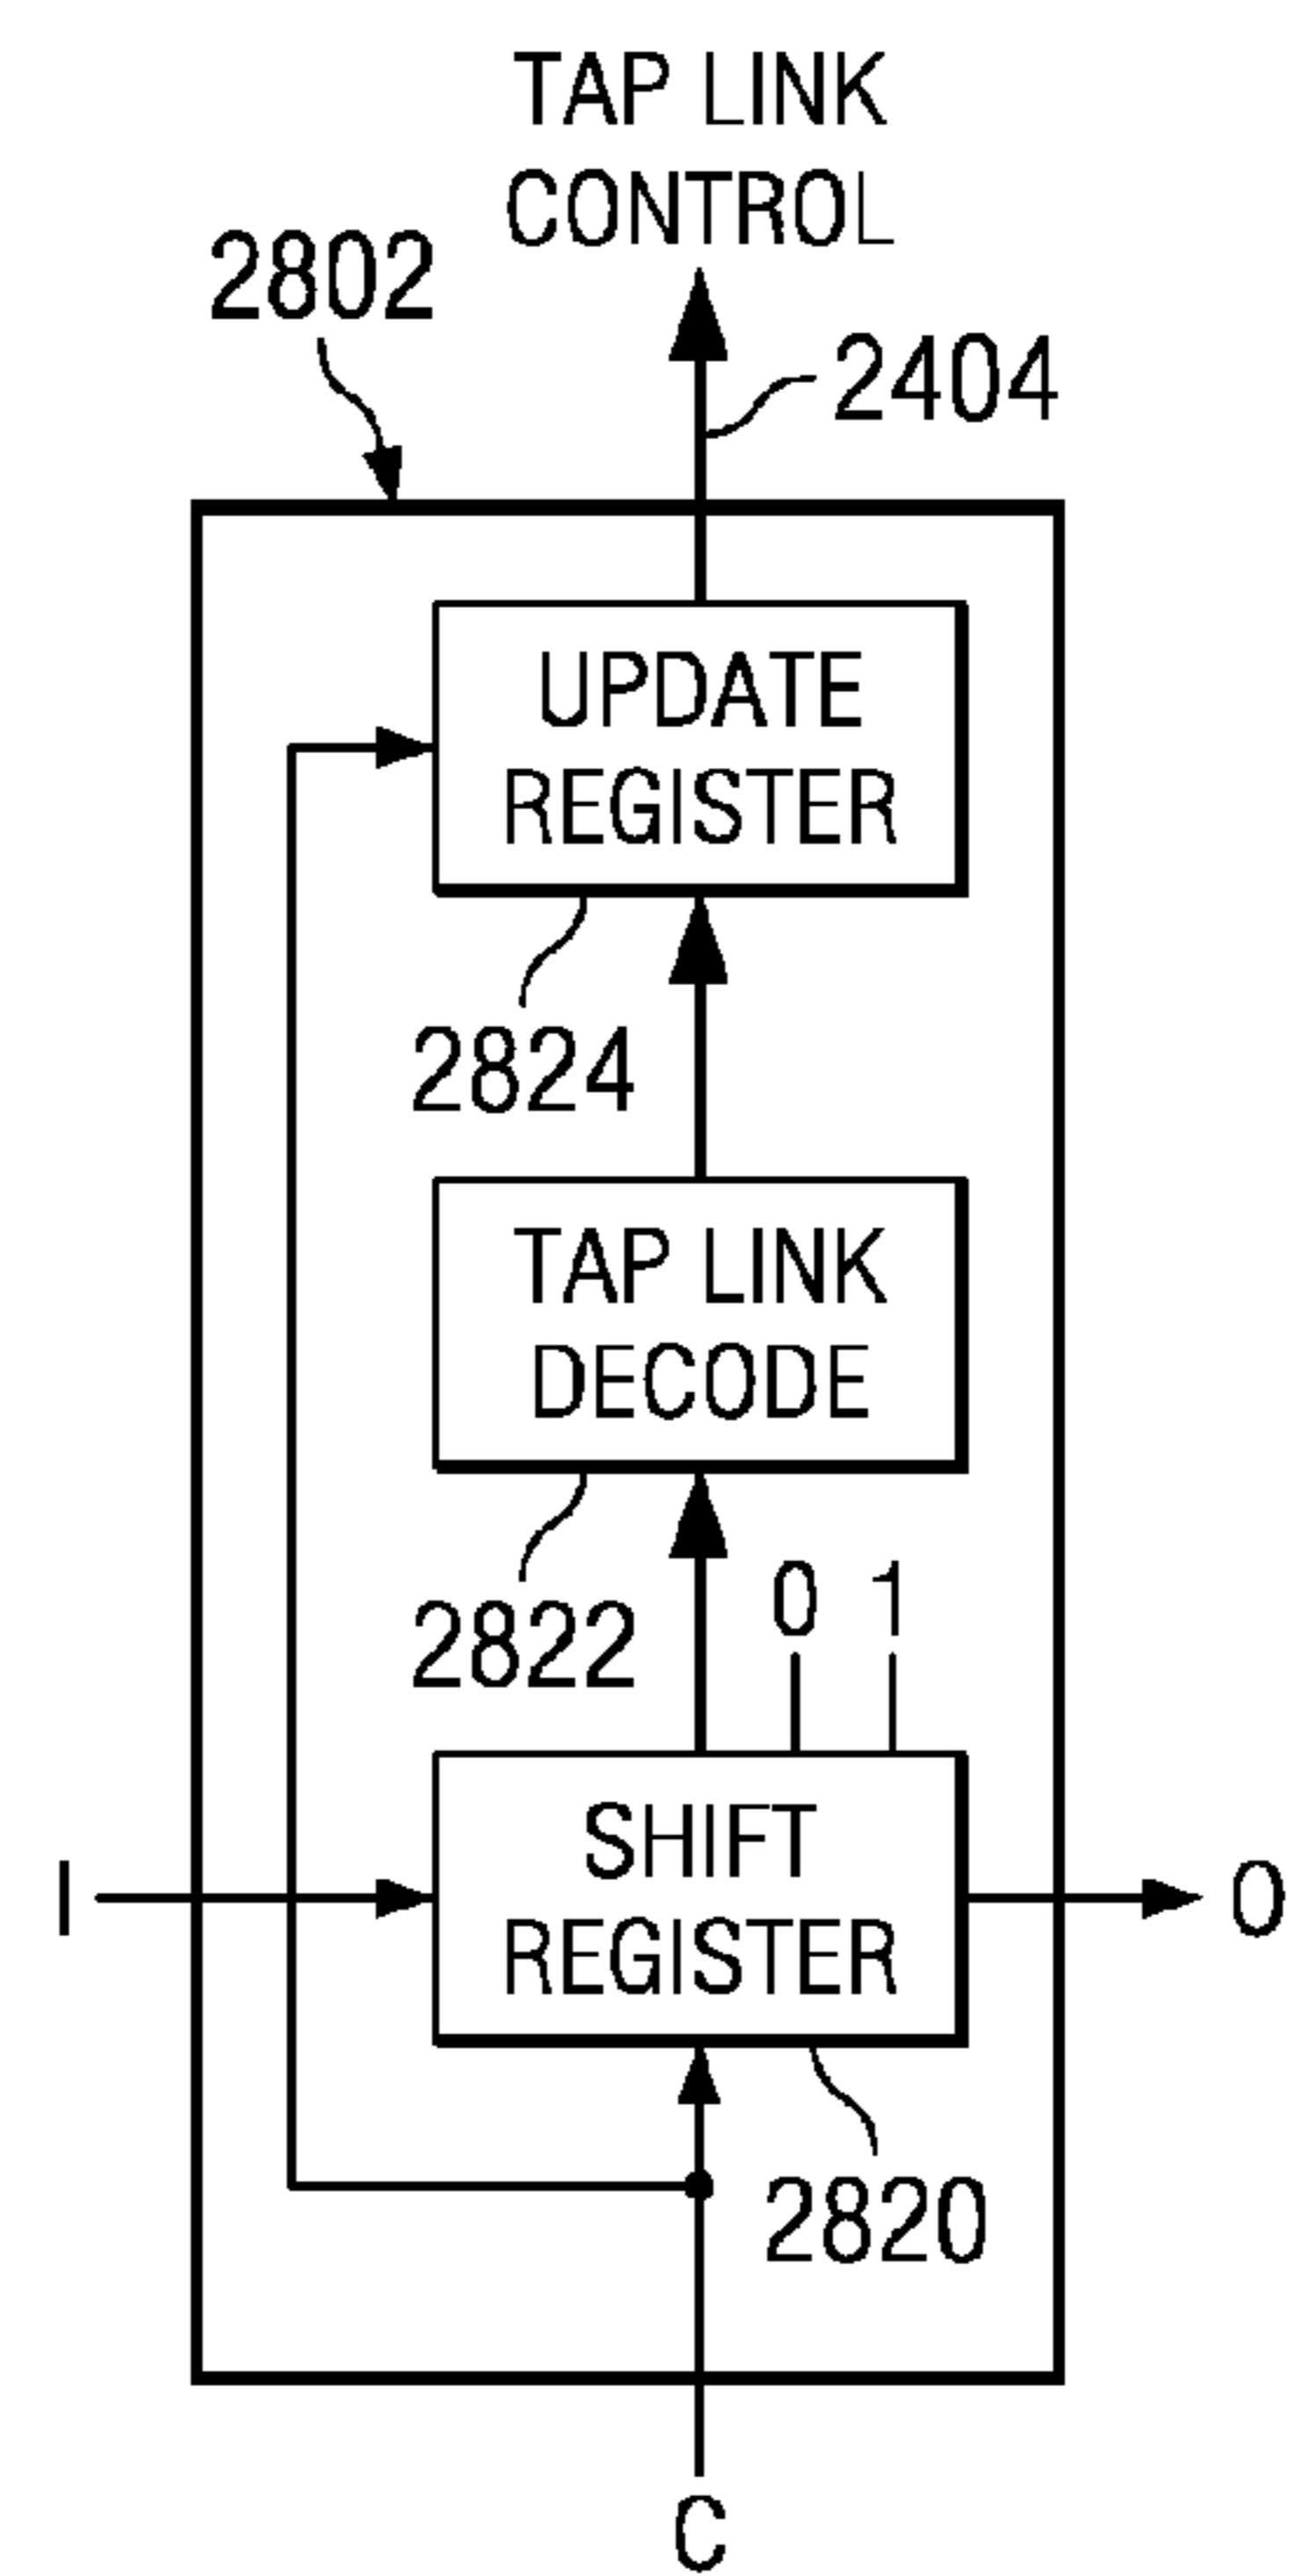 TAP LINK
CONTROL
2802
2404
UPDATE
REGISTER
2824
TAP LINK
DECODE
2822
0 1
SHIFT
REGISTER
I
O
2820
C